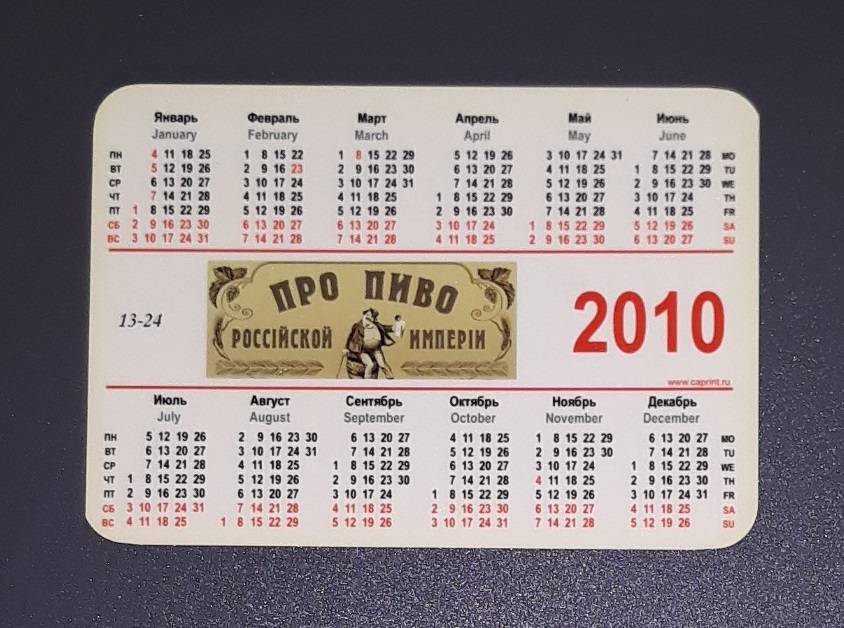 Январь Февраль Март Апрель Май Июнь
January February March April May June
ПН 4 11 18 25 1 8 15 22 1 8 15 22 29 5 12 19 26 3 10 17 24 31 7 14 21 28 MO
ВТ 5 12 19 26 2 9 16 23 2 9 16 23 30 6 13 20 27 4 11 18 25 1 8 15 22 29 TU
СР 6 13 20 27 3 10 17 24 3 10 17 24 31 7 14 21 28 5 12 19 26 2 9 16 23 30 WE
ЧТ 7 14 21 28 4 11 18 25 4 11 18 25 1 8 15 22 29 6 13 20 27 3 10 17 24 TH
ПТ 1 8 15 22 29 5 12 19 26 5 12 19 26 2 9 16 23 30 7 14 21 28 4 11 18 25 FR
СБ 2 9 16 23 30 6 13 20 27 6 13 20 27 3 10 17 24 1 8 15 22 29 5 12 19 26 SA
ВС 3 10 17 24 31 7 14 21 28 7 14 21 28 4 11 18 25 2 9 16 23 30 6 13 20 27 SU
ПРО ПИВО
13-24 РОССІЙСКОЙ ИМПЕРІИ 2010
www.caprint.ru
Июль Август Сентябрь Октябрь Ноябрь Декабрь
July August September October November December
ПН 5 12 19 26 2 9 16 23 30 6 13 20 27 4 11 18 25 1 8 15 22 29 6 13 20 27 MO
ВТ 6 13 20 27 3 10 17 24 31 7 14 21 28 5 12 19 26 2 9 16 23 30 7 14 21 28 TU
СР 7 14 21 28 4 11 18 25 1 8 15 22 29 6 13 20 27 3 10 17 24 1 8 15 22 29 WE
ЧТ 1 8 15 22 29 5 12 19 26 2 9 16 23 30 7 14 21 28 4 11 18 25 2 9 16 23 30 TH
ПТ 2 9 16 23 30 6 13 20 27 3 10 17 24 1 8 15 22 29 5 12 19 26 3 10 17 24 31 FR
СБ 3 10 17 24 31 7 14 21 28 4 11 18 25 2 9 16 23 30 6 13 20 27 4 11 18 25 SA
ВС 4 11 18 25 1 8 15 22 29 5 12 19 26 3 10 17 24 31 7 14 21 28 5 12 19 26 SU